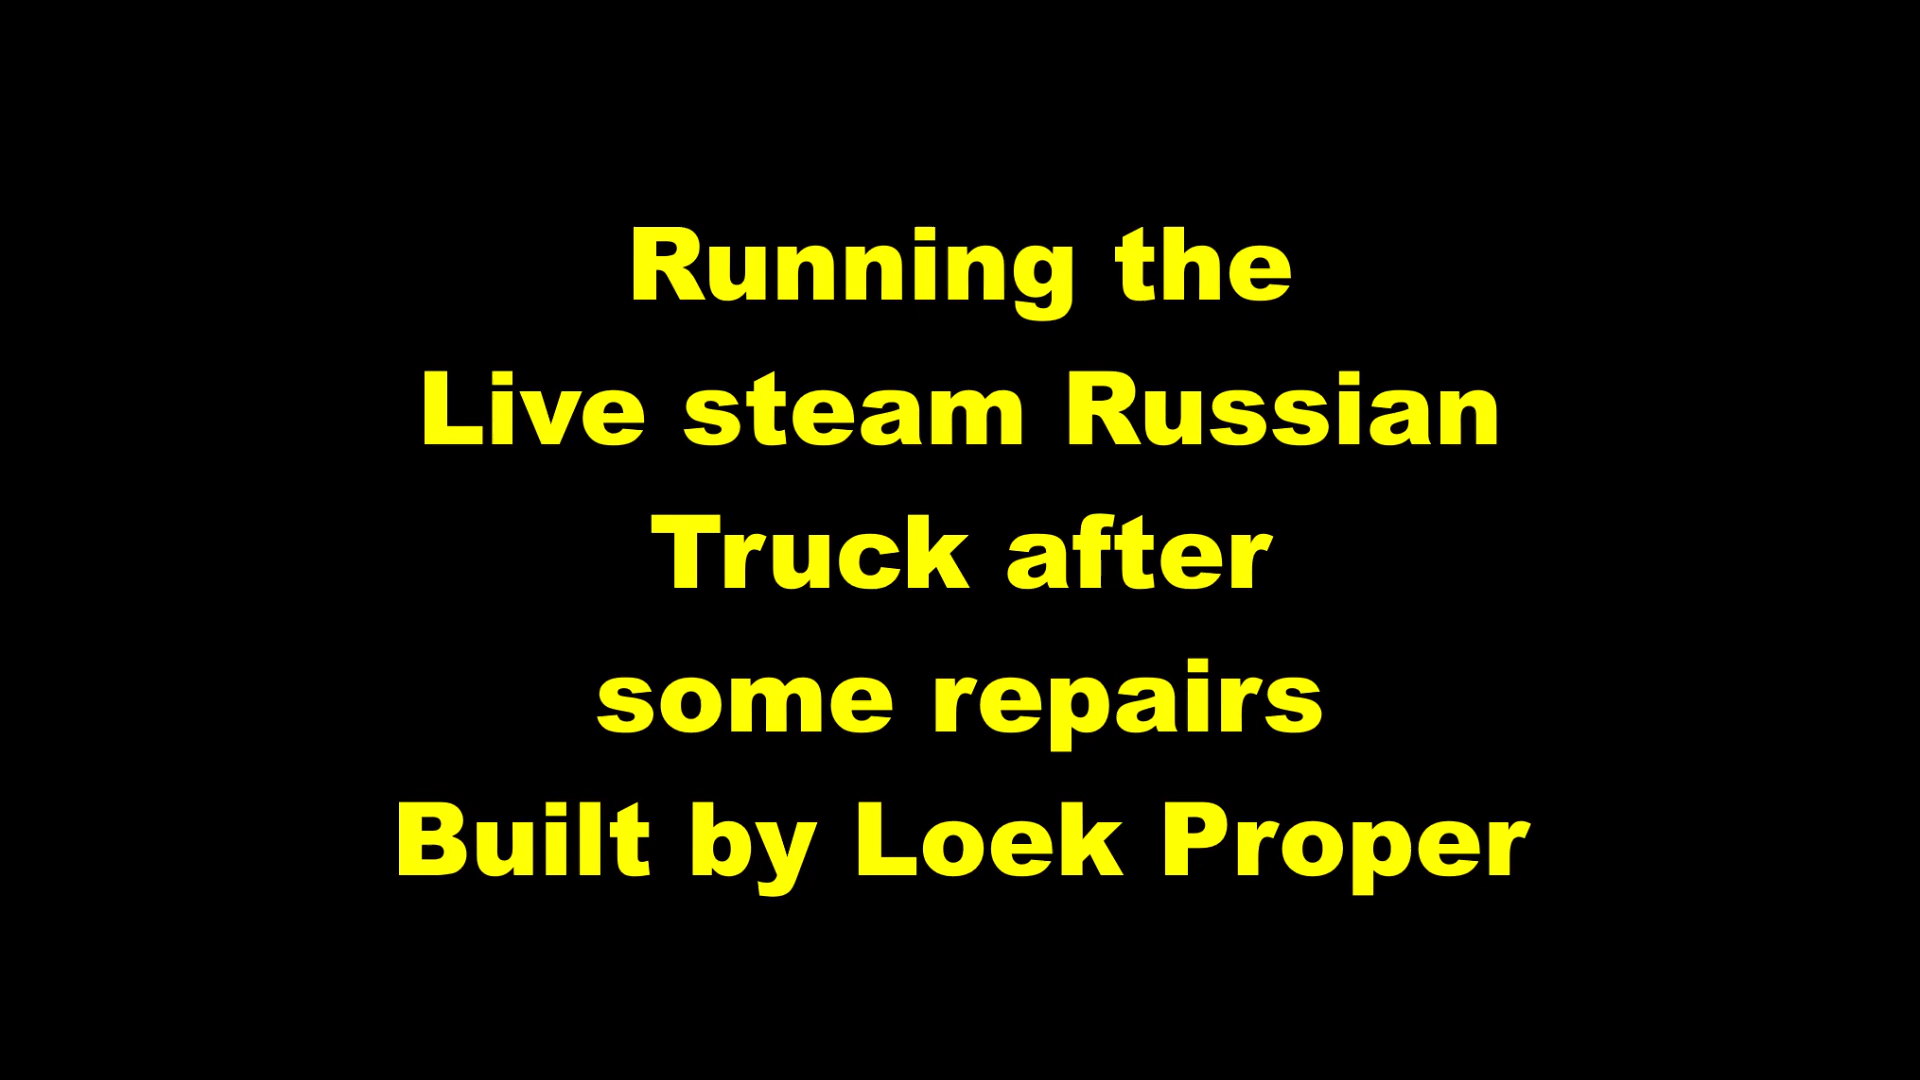 Running the
Live steam Russian
Truck after
some repairs
Built by Loek Proper